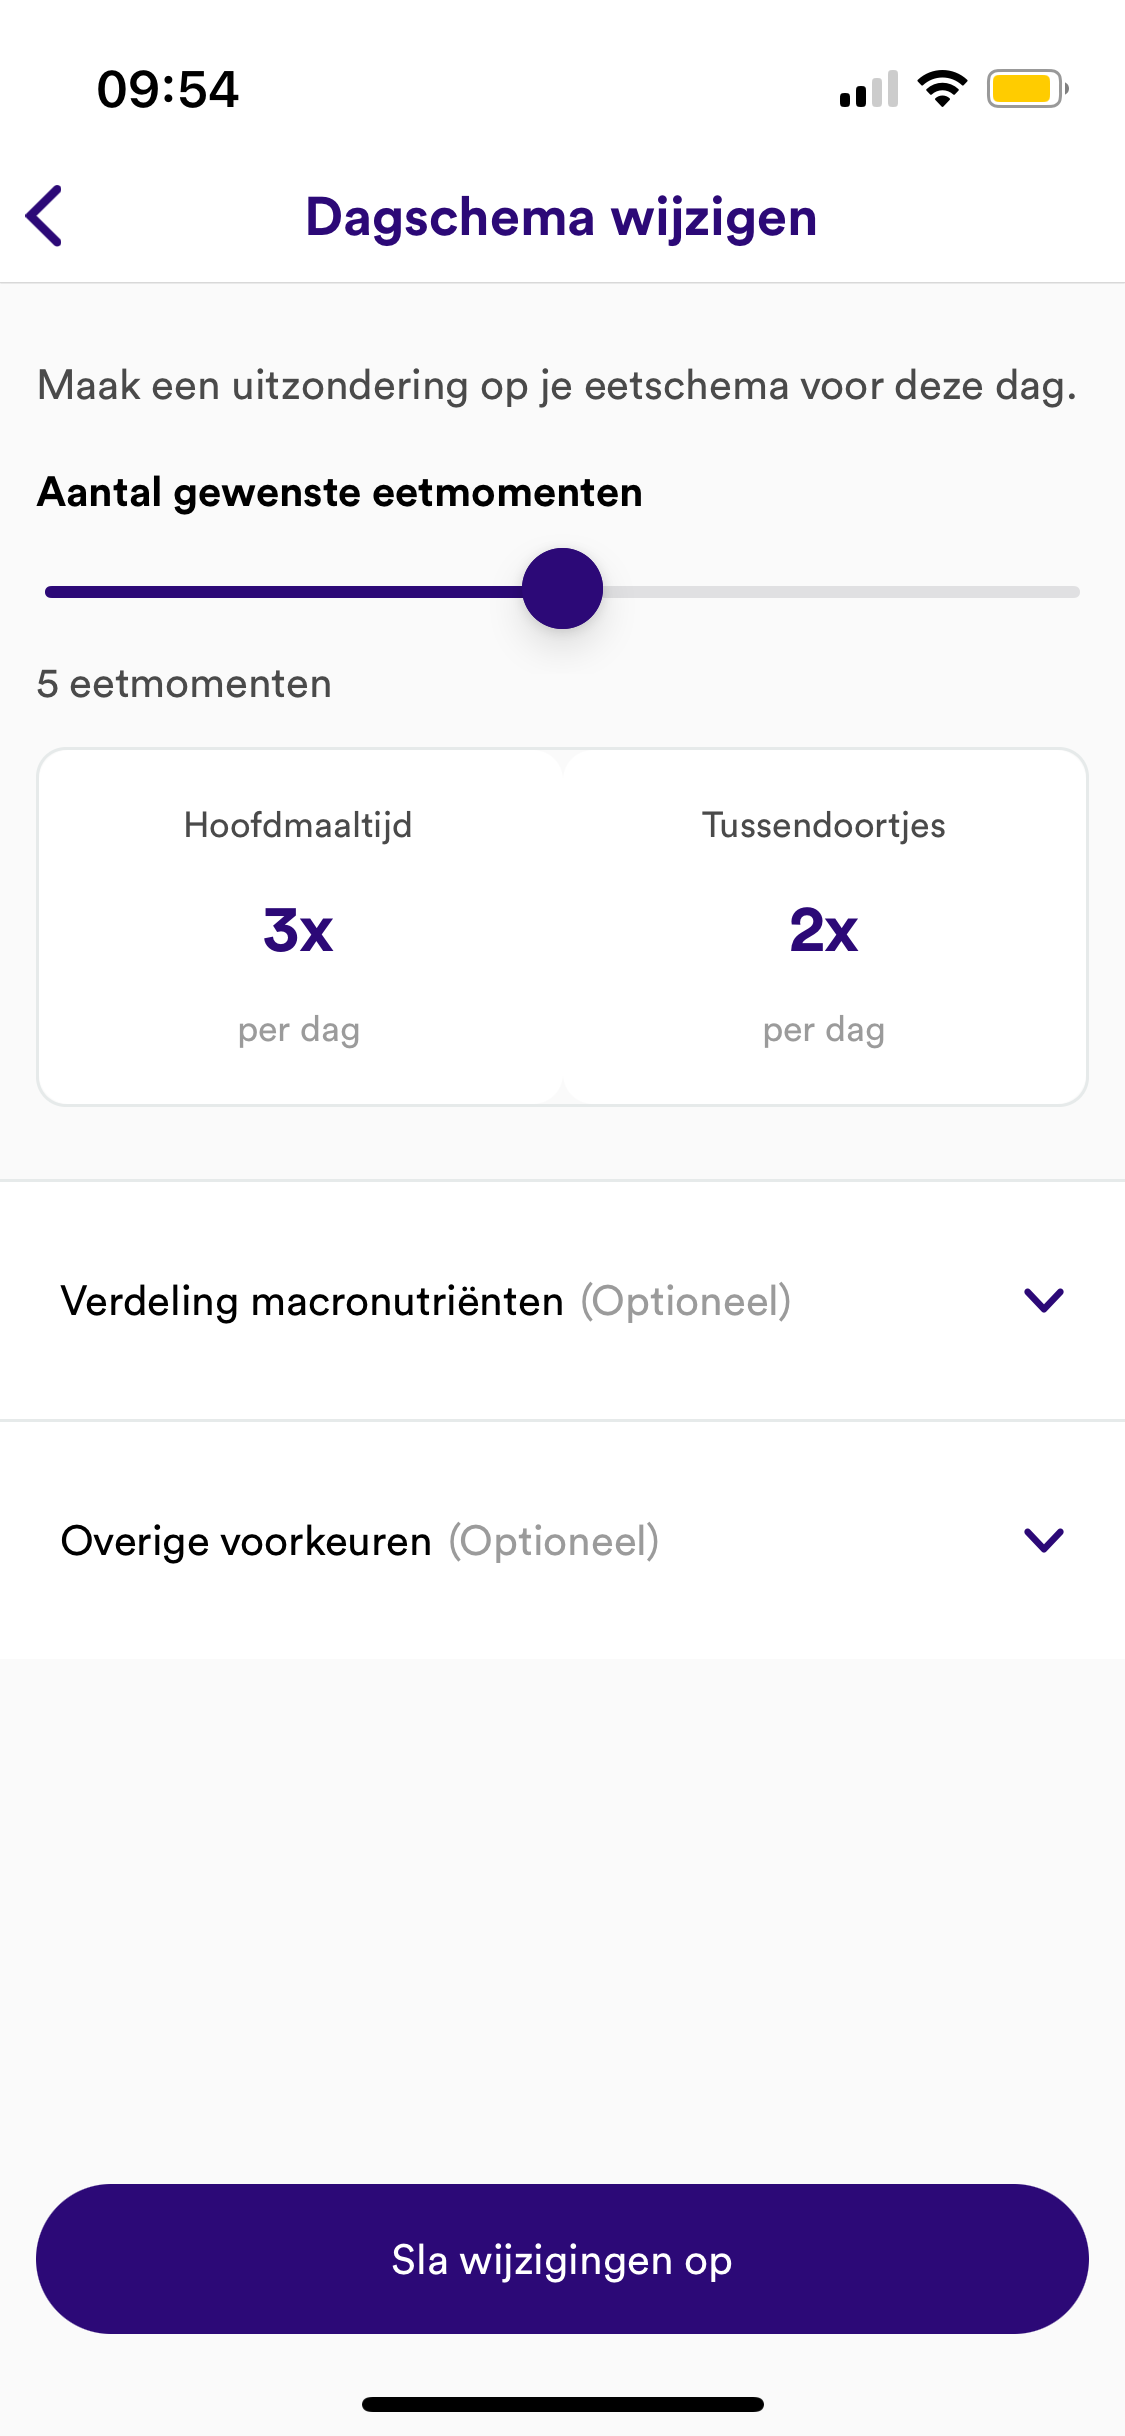 09:54
Dagschema wijzigen
Maak een uitzondering op je eetschema voor deze dag.
Aantal gewenste eetmomenten
5 eetmomenten
Hoofdmaaltijd
3x
per dag
Tussendoortjes
2x
per dag
Verdeling macronutriënten (Optioneel)
Overige voorkeuren (Optioneel)
Sla wijzigingen op